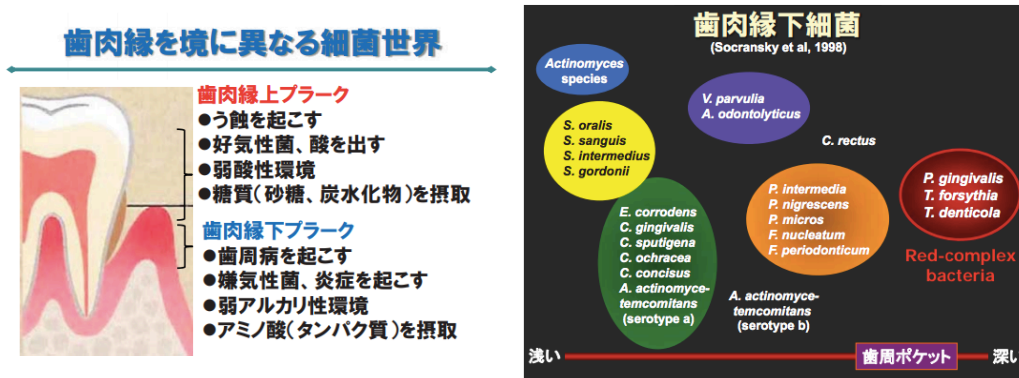 歯肉縁を境に異なる細菌世界
歯肉縁上プラーク
●う蝕を起こす
●好気性菌、酸を出す
●弱酸性環境
●糖質(砂糖、炭水化物)を摂取
歯肉縁下プラーク
●歯周病を起こす
●嫌気性菌、炎症を起こす
●弱アルカリ性環境
●アミノ酸(タンパク質)を摂取
歯肉縁下細菌
(Socransky et al, 1998)
Actinomyces
species
V. parvulia
A. odontolyticus
S. oralis
S. sanguis
S. intermedius
S. gordonii
C. rectus
P. gingivalis
T. forsythia
T. denticola
Red-complex
bacteria
P. intermedia
P. nigrescens
P. micros
F. nucleatum
F. periodonticum
E. corrodens
C. gingivalis
C. sputigena
C. ochracea
C. concisus
A. actinomyce-
temcomitans
(serotype a)
A. actinomyce-
temcomitans
(serotype b)
浅い
歯周ポケット
深い